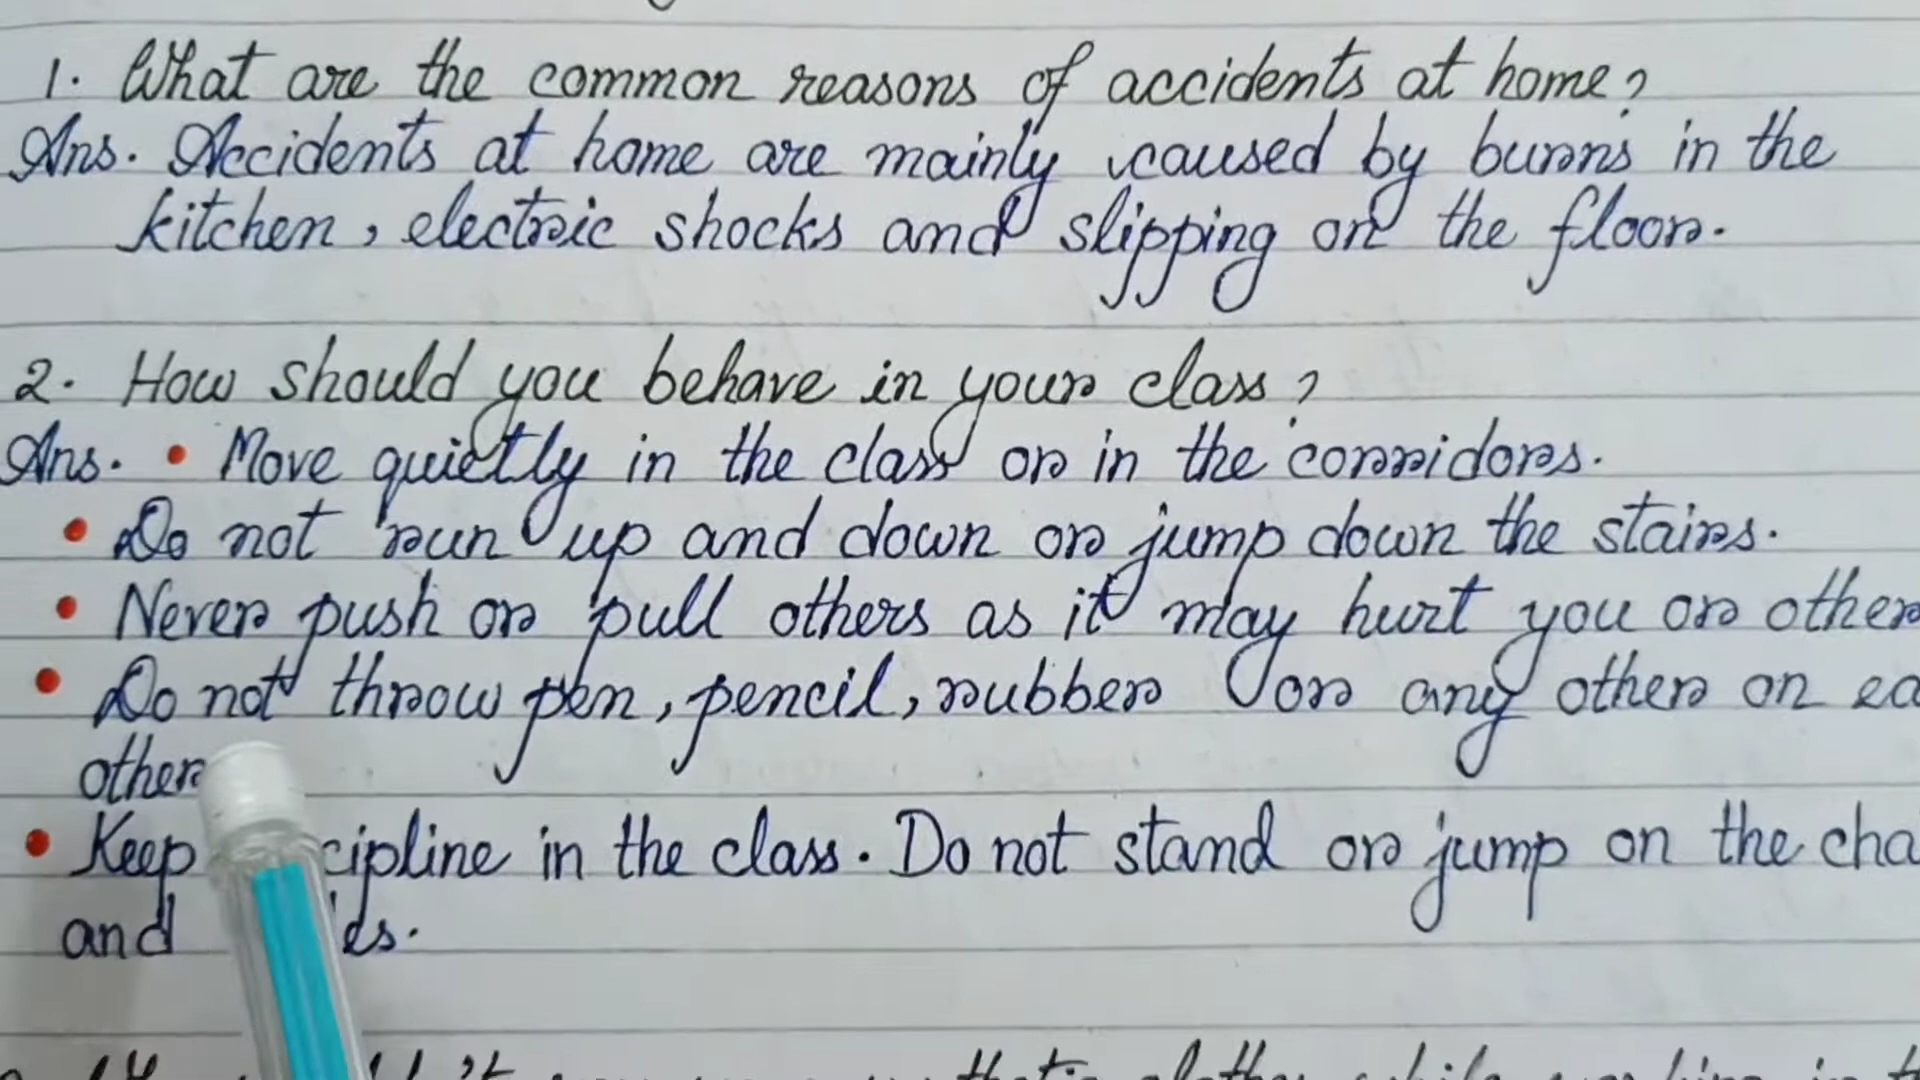 1. What are the common reasons of accidents at home?
Ans. Accidents at home are mainly caused by burns in the
kitchen, electric shocks and slipping on the floor.
2. How should you behave in your class?
Ans. • Move quietly in the class or in the corridors.
• Do not run up and down or jump down the stairs.
• Never push or pull others as it may hurt you or other
• Do not throw pen, pencil, rubber or any other on ea
other
• Keep cipline in the class. Do not stand or jump on the cha
and les.
clothes while working in